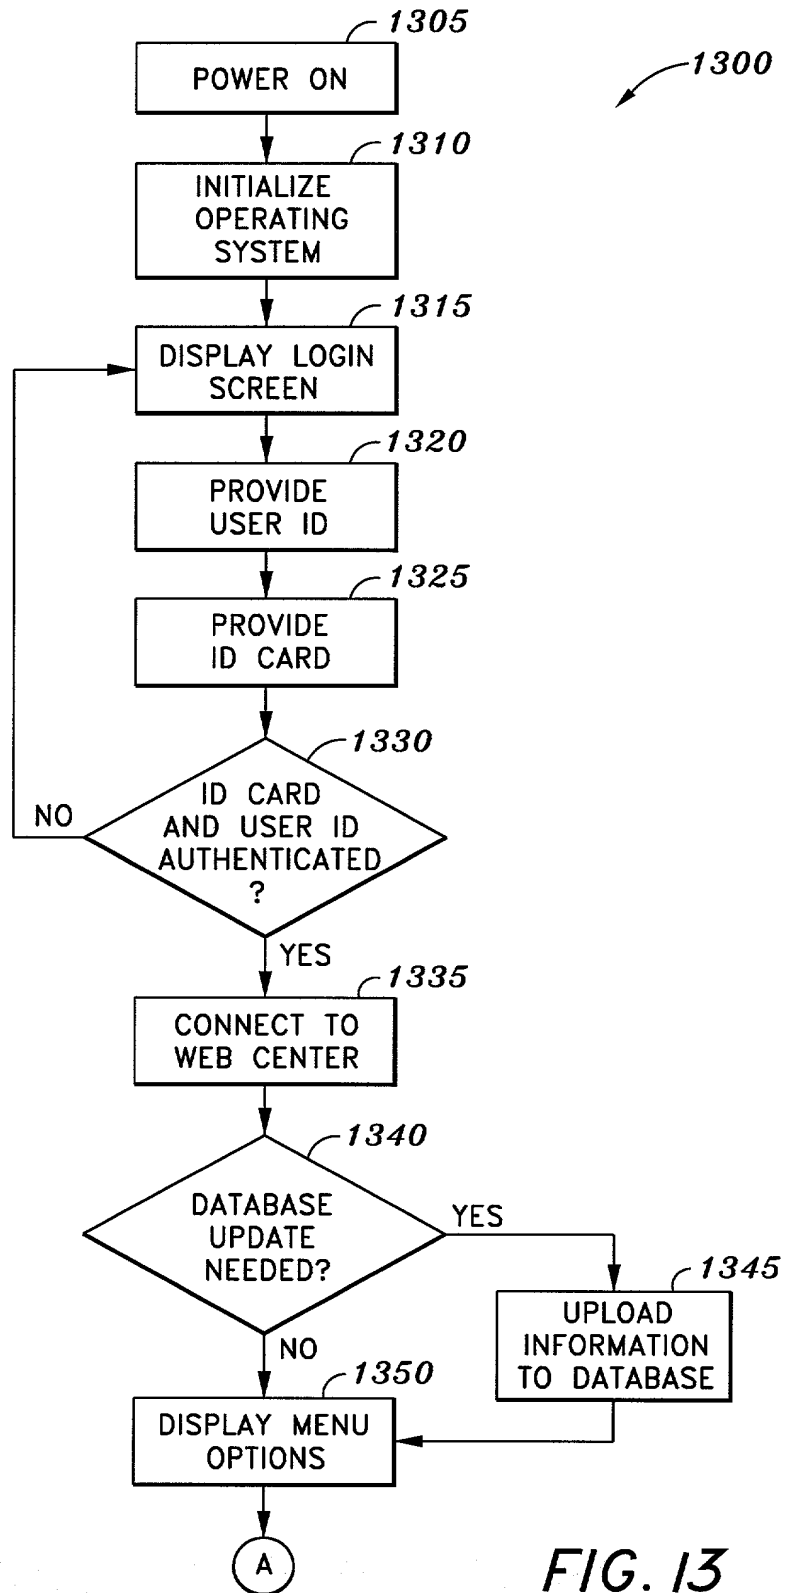 1305
POWER ON
1300
1310
INITIALIZE
OPERATING
SYSTEM
1315
DISPLAY LOGIN
SCREEN
1320
PROVIDE
USER ID
1325
PROVIDE
ID CARD
1330
ID CARD
AND USER ID
AUTHENTICATED
?
NO
YES
1335
CONNECT TO
WEB CENTER
1340
DATABASE
UPDATE
NEEDED?
YES
1345
UPLOAD
INFORMATION
TO DATABASE
NO
1350
DISPLAY MENU
OPTIONS
A
FIG. 13